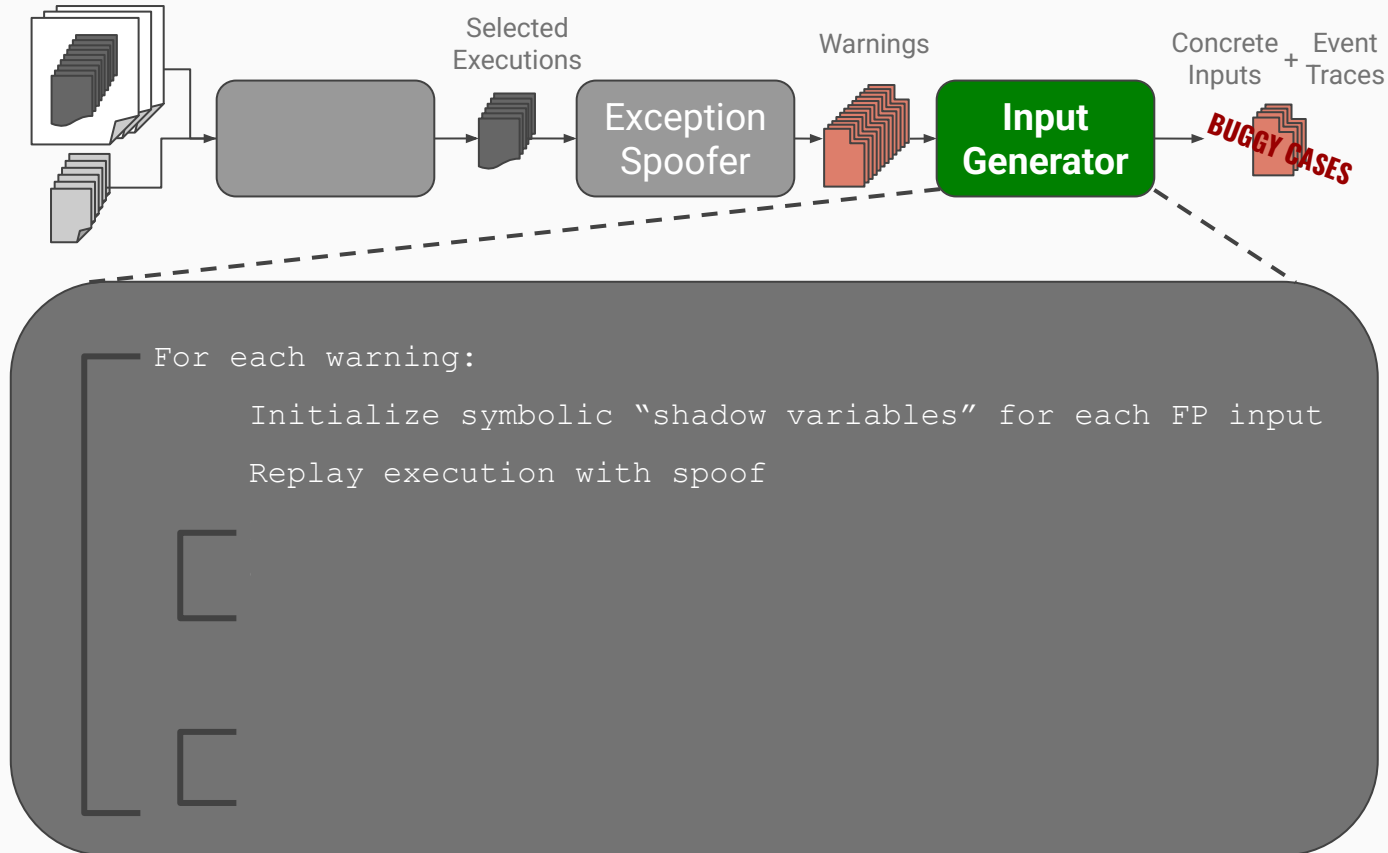 Selected
Executions
Warnings
Concrete
Inputs
+
Event
Traces
Exception
Spoofer
Input
Generator
BUGGY CASES
For each warning:
Initialize symbolic “shadow variables” for each FP input
Replay execution with spoof